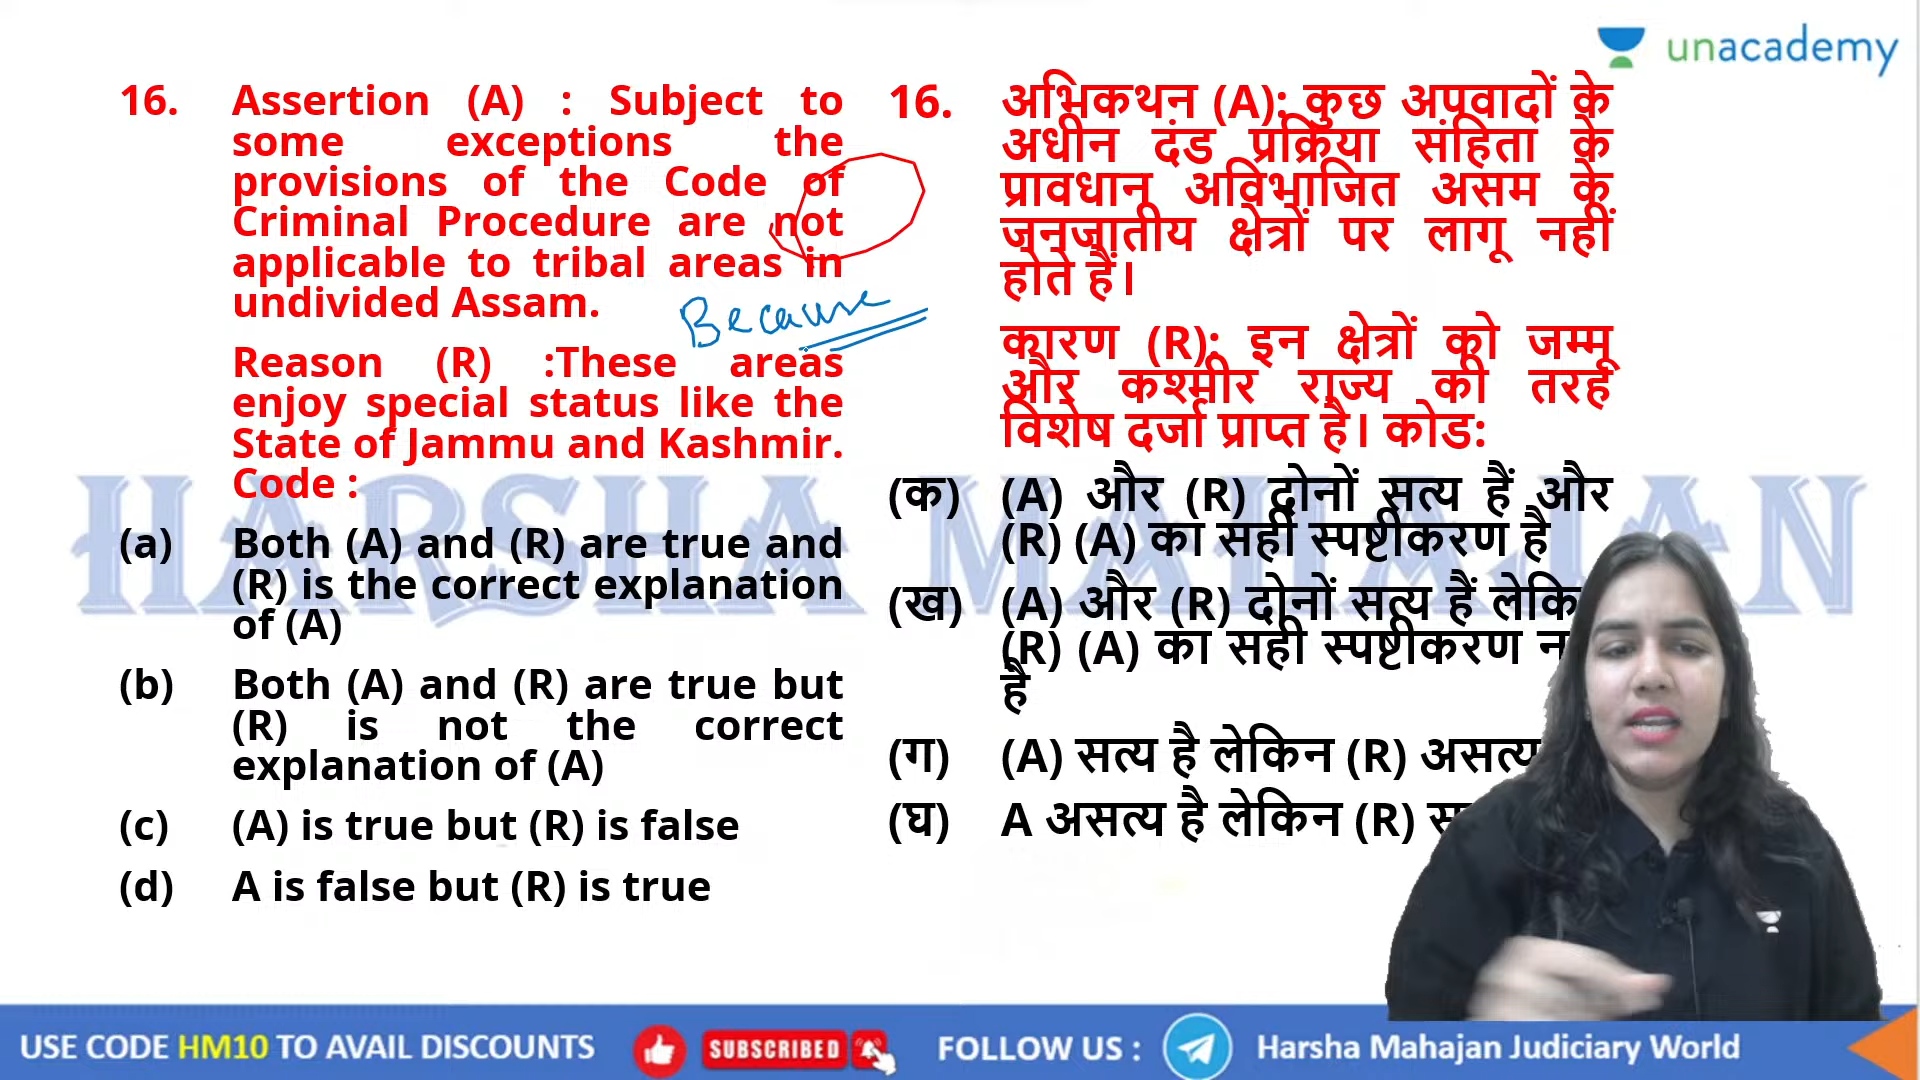 unacademy
16. Assertion (A) : Subject to
some exceptions the
provisions of the Code of
Criminal Procedure are not
applicable to tribal areas in
undivided Assam.
Because
Reason (R) :These areas
enjoy special status like the
State of Jammu and Kashmir.
Code :
(a) Both (A) and (R) are true and
(R) is the correct explanation
of (A)
(b) Both (A) and (R) are true but
(R) is not the correct
explanation of (A)
(c) (A) is true but (R) is false
(d) A is false but (R) is true
16. अभिकथन (A): कुछ अपवादों के
अधीन दंड प्रक्रिया संहिता के
प्रावधान अविभाजित असम के
जनजातीय क्षेत्रों पर लागू नहीं
होते हैं।
कारण (R): इन क्षेत्रों को जम्मू
और कश्मीर राज्य की तरह
विशेष दर्जा प्राप्त है। कोड:
(क) (A) और (R) दोनों सत्य हैं और
(R) (A) का सही स्पष्टीकरण है
(ख) (A) और (R) दोनों सत्य हैं
(R) (A) का सही स्पष्टीकरण
है
(ग) (A) सत्य है लेकिन (R) असत्य
(घ) A असत्य है लेकिन (R)
HARSHA MAHAJAN
USE CODE HM10 TO AVAIL DISCOUNTS
SUBSCRIBED
FOLLOW US :
Harsha Mahajan Judiciary World